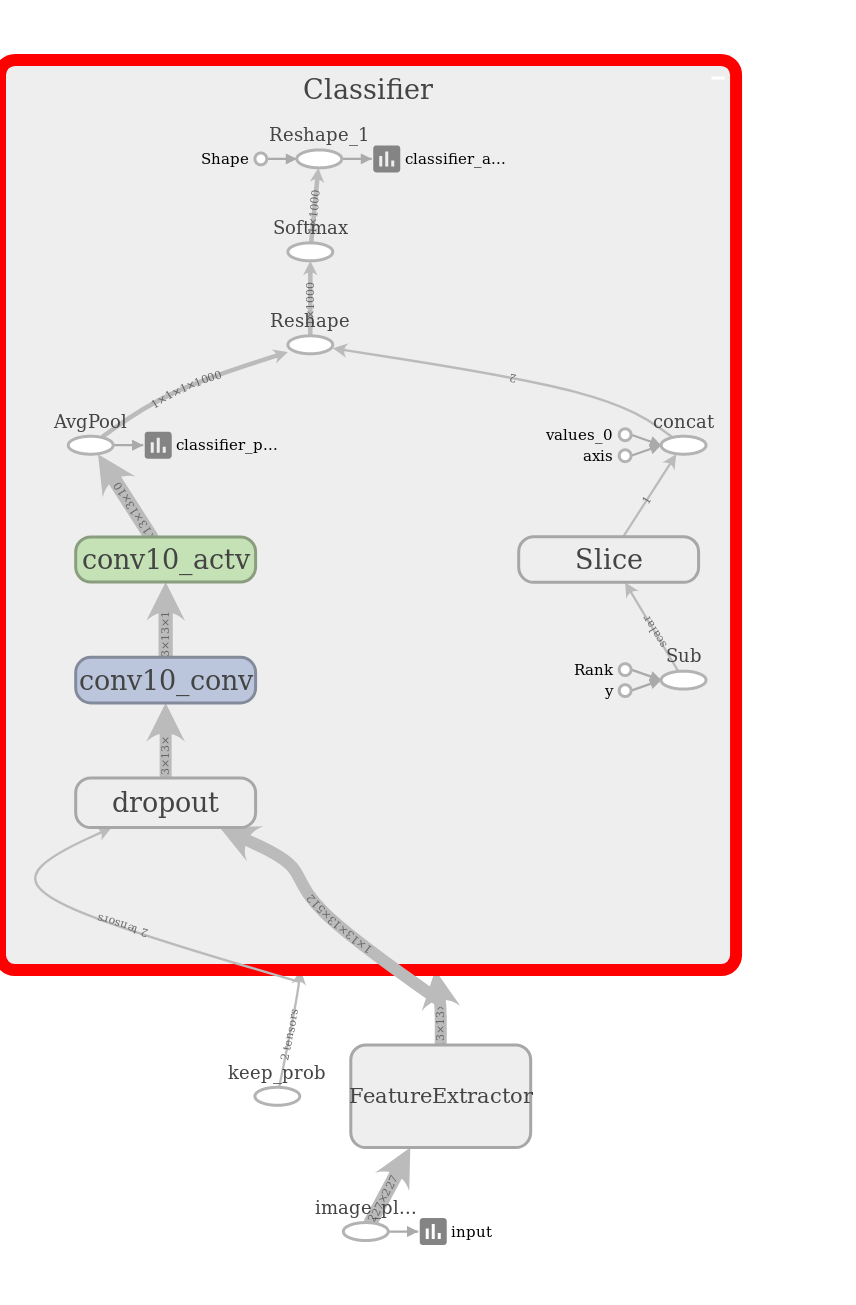 Classifier
Reshape_1
Shape
classifier_a...
1×1000
Softmax
×1000
Reshape
1×1×1×1000
2
AvgPool
classifier_p...
concat
values_0
axis
13×13×10
1
conv10_actv
Slice
3×13×1
scalar
Sub
conv10_conv
Rank
y
3×13×
dropout
1×13×13×512
2 tensors
3×13
2 tensors
keep_prob
FeatureExtractor
227×227
image_pl...
input